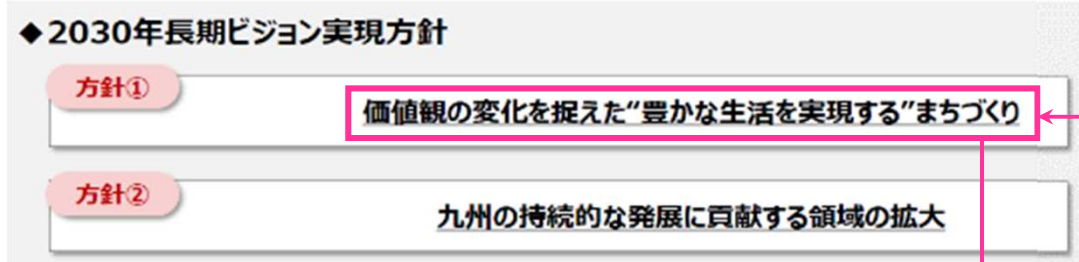 ◆2030年長期ビジョン実現方針
方針①
価値観の変化を捉えた“豊かな生活を実現する”まちづくり
方針②
九州の持続的な発展に貢献する領域の拡大